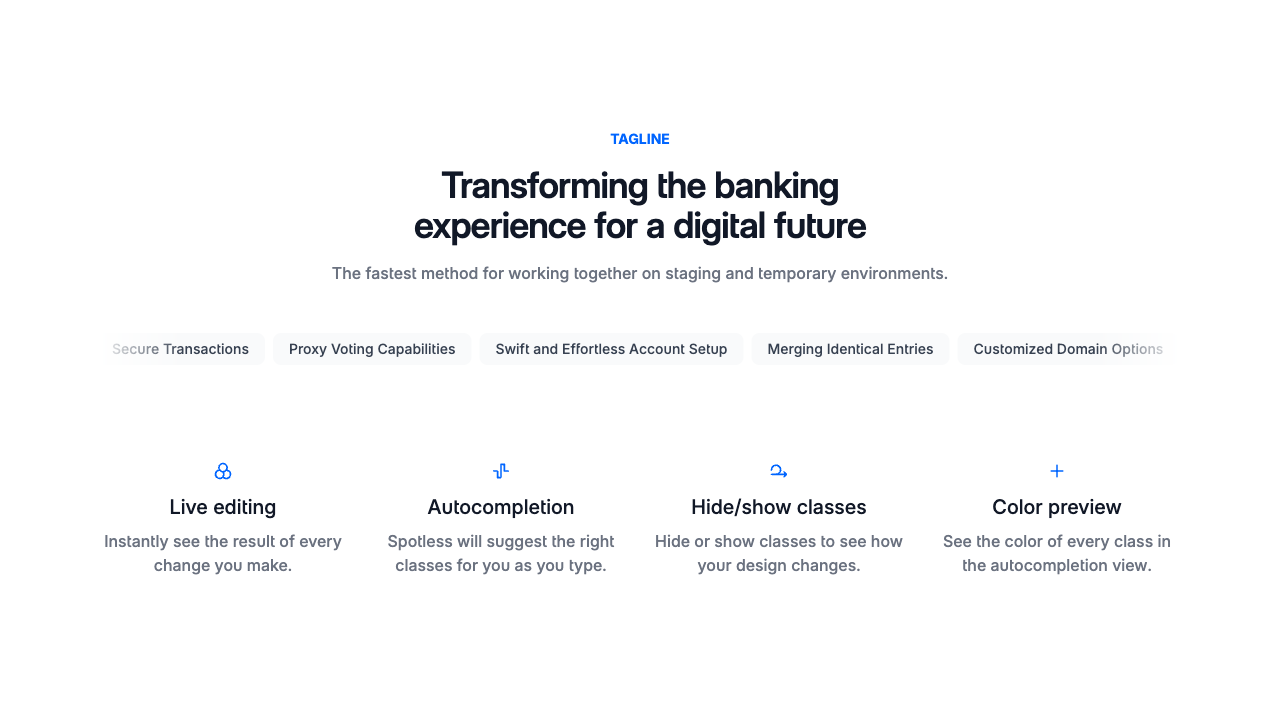 TAGLINE
Transforming the banking
experience for a digital future
The fastest method for working together on staging and temporary environments.
Secure Transactions
Proxy Voting Capabilities
Swift and Effortless Account Setup
Merging Identical Entries
Customized Domain Options
Live editing
Instantly see the result of every
change you make.
Autocompletion
Spotless will suggest the right
classes for you as you type.
Hide/show classes
Hide or show classes to see how
your design changes.
Color preview
See the color of every class in
the autocompletion view.